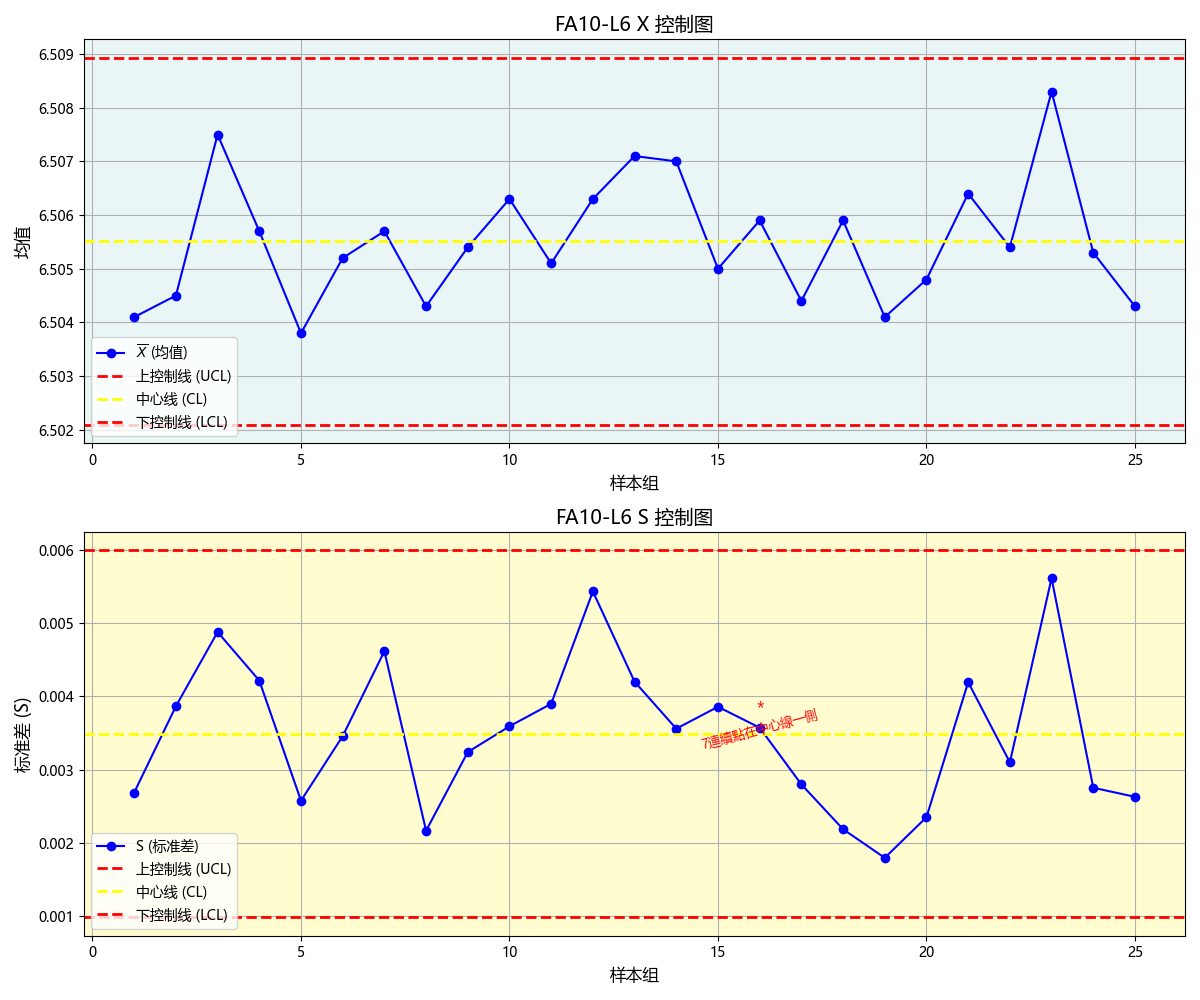 FA10-L6 X 控制图
均值
6.509
6.508
6.507
6.506
6.505
6.504
6.503
6.502
X (均值)
上控制线 (UCL)
中心线 (CL)
下控制线 (LCL)
0 5 10 15 20 25
样本组
FA10-L6 S 控制图
标准差 (S)
0.006
0.005
0.004
0.003
0.002
0.001
*
7連續點在中心線一側
S (标准差)
上控制线 (UCL)
中心线 (CL)
下控制线 (LCL)
0 5 10 15 20 25
样本组